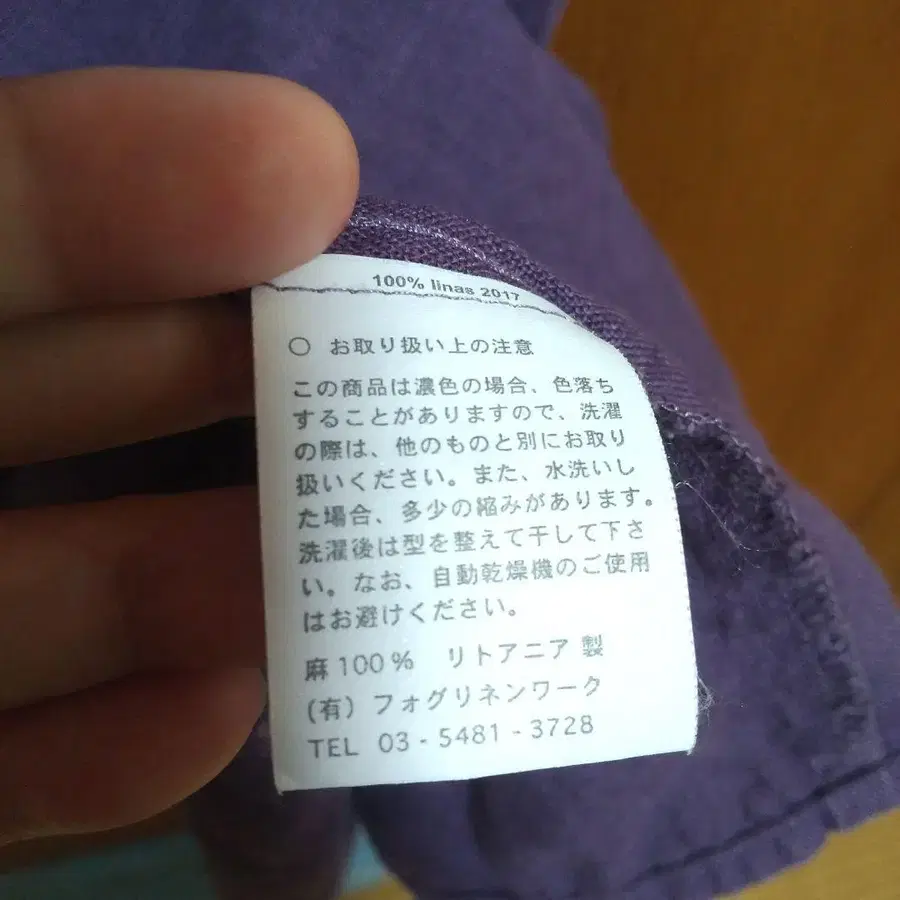 100% linas 2017
○ お取り扱い上の注意
この商品は濃色の場合、色落ち
することがありますので、洗濯
の際は、他のものと別にお取り
扱いください。また、水洗いし
た場合、多少の縮みがあります。
洗濯後は型を整えて干して下さ
い。なお、自動乾燥機のご使用
はお避けください。
麻100% リトアニア製
(有) フォグリネンワーク
TEL 03-5481-3728